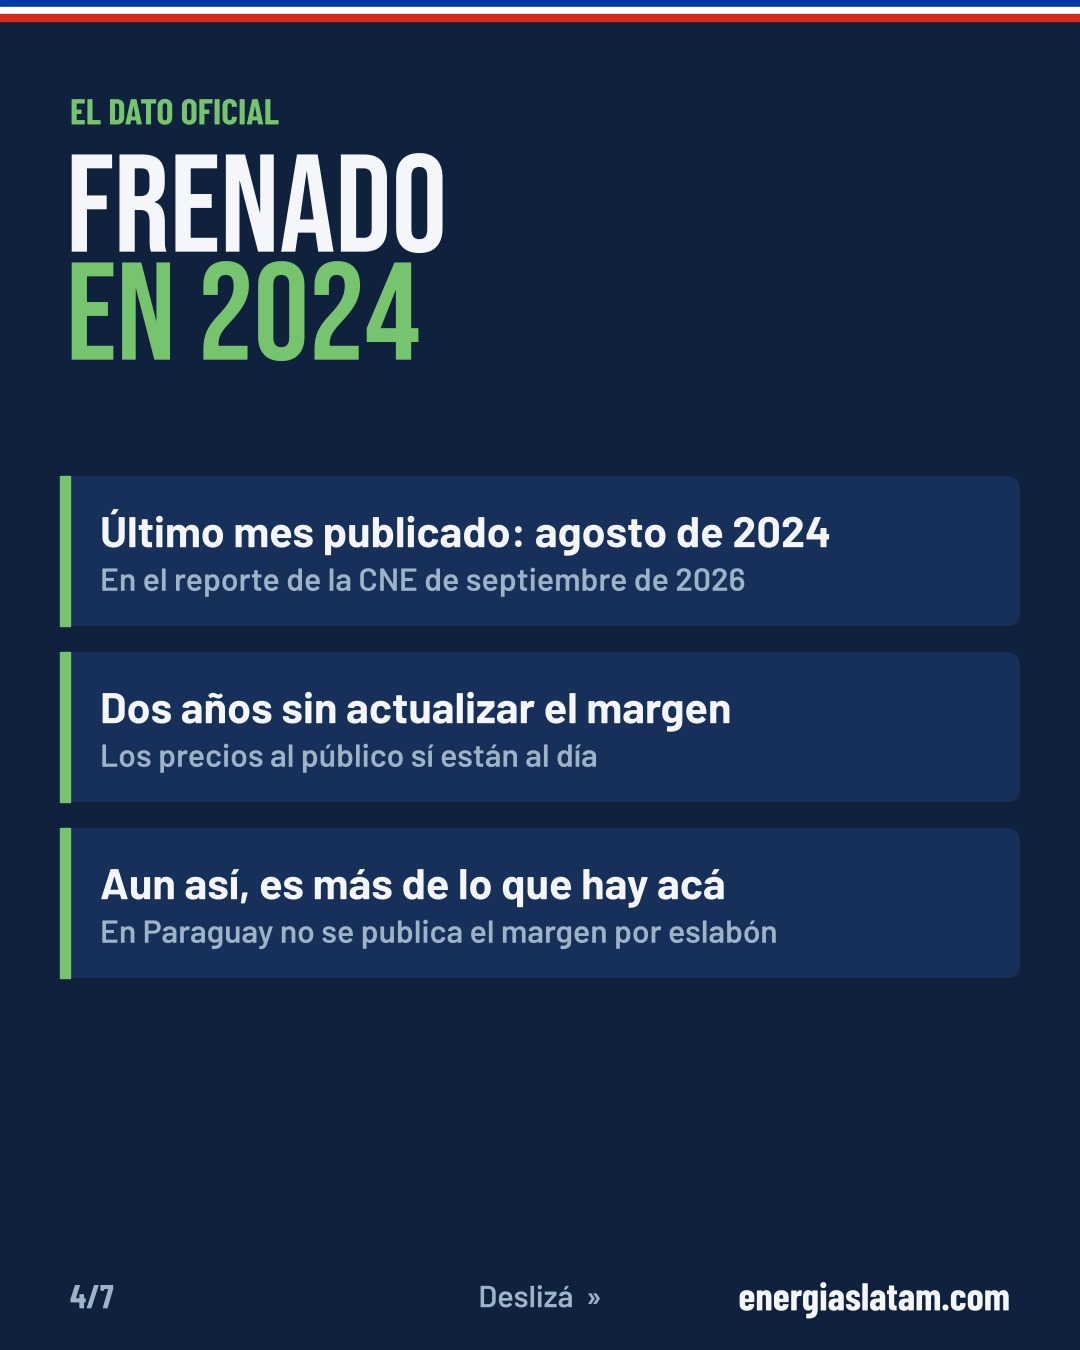 EL DATO OFICIAL
FRENADO
EN 2024
Último mes publicado: agosto de 2024
En el reporte de la CNE de septiembre de 2026
Dos años sin actualizar el margen
Los precios al público sí están al día
Aun así, es más de lo que hay acá
En Paraguay no se publica el margen por eslabón
4/7
Deslizá »
energiaslatam.com